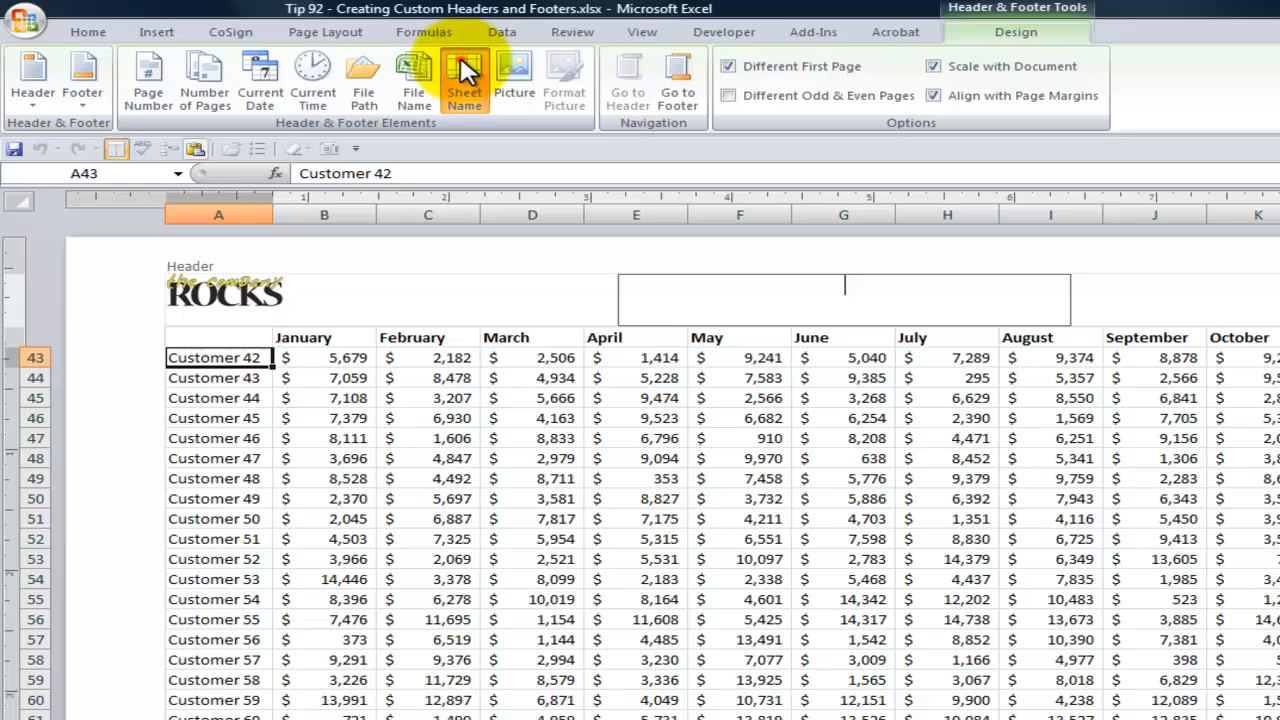 Tip 92 - Creating Custom Headers and Footers.xlsx - Microsoft Excel
Header & Footer Tools
Home Insert CoSign Page Layout Formulas Data Review View Developer Add-Ins Acrobat Design
Header Footer Page Number Number of Pages Current Date Current Time File Path File Name Sheet Name Picture Format Picture Go to Header Go to Footer
Different First Page Scale with Document
Different Odd & Even Pages Align with Page Margins
Header & Footer Header & Footer Elements Navigation Options
A43 fx Customer 42
1 2 3 4 5 6 7
A B C D E F G H I J K
Header
the company
ROCKS
January February March April May June July August September October
43 Customer 42 $ 5,679 $ 2,182 $ 2,506 $ 1,414 $ 9,241 $ 5,040 $ 7,289 $ 9,374 $ 8,878 $
44 Customer 43 $ 7,059 $ 8,478 $ 4,934 $ 5,228 $ 7,583 $ 9,385 $ 295 $ 5,357 $ 2,566 $
45 Customer 44 $ 7,108 $ 3,207 $ 5,666 $ 9,474 $ 2,566 $ 3,268 $ 6,629 $ 8,550 $ 6,841 $
46 Customer 45 $ 7,379 $ 6,930 $ 4,163 $ 9,523 $ 6,682 $ 6,254 $ 2,390 $ 1,569 $ 7,705 $
47 Customer 46 $ 8,111 $ 1,606 $ 8,833 $ 6,796 $ 910 $ 8,208 $ 4,471 $ 6,251 $ 9,156 $
48 Customer 47 $ 3,696 $ 4,847 $ 2,979 $ 9,094 $ 9,970 $ 638 $ 8,452 $ 5,341 $ 1,306 $
49 Customer 48 $ 8,528 $ 4,492 $ 8,711 $ 353 $ 7,458 $ 5,776 $ 9,379 $ 9,759 $ 2,283 $
50 Customer 49 $ 2,370 $ 5,697 $ 3,581 $ 8,827 $ 3,732 $ 5,886 $ 6,392 $ 7,943 $ 6,343 $
51 Customer 50 $ 2,045 $ 6,887 $ 7,817 $ 7,175 $ 4,211 $ 4,703 $ 1,351 $ 4,116 $ 5,450 $
52 Customer 51 $ 4,503 $ 7,325 $ 5,954 $ 5,315 $ 6,551 $ 7,598 $ 8,830 $ 6,725 $ 9,413 $
53 Customer 52 $ 3,966 $ 2,069 $ 2,521 $ 5,531 $ 10,097 $ 2,783 $ 14,379 $ 6,349 $ 13,605 $
54 Customer 53 $ 14,446 $ 3,378 $ 8,099 $ 2,183 $ 2,338 $ 5,468 $ 4,437 $ 7,835 $ 1,985 $
55 Customer 54 $ 8,396 $ 6,278 $ 10,019 $ 8,164 $ 4,601 $ 14,342 $ 12,202 $ 10,483 $ 523 $
56 Customer 55 $ 7,476 $ 11,695 $ 1,154 $ 11,608 $ 5,425 $ 14,317 $ 14,738 $ 13,673 $ 3,885 $
57 Customer 56 $ 373 $ 6,519 $ 1,144 $ 4,485 $ 13,491 $ 1,542 $ 8,852 $ 10,390 $ 7,381 $
58 Customer 57 $ 9,291 $ 9,376 $ 2,994 $ 3,230 $ 7,077 $ 3,009 $ 1,166 $ 4,977 $ 398 $
59 Customer 58 $ 3,226 $ 11,729 $ 8,579 $ 3,336 $ 13,925 $ 1,565 $ 3,067 $ 8,018 $ 6,829 $
60 Customer 59 $ 13,991 $ 12,897 $ 6,871 $ 4,049 $ 10,731 $ 12,151 $ 9,900 $ 4,238 $ 12,089 $